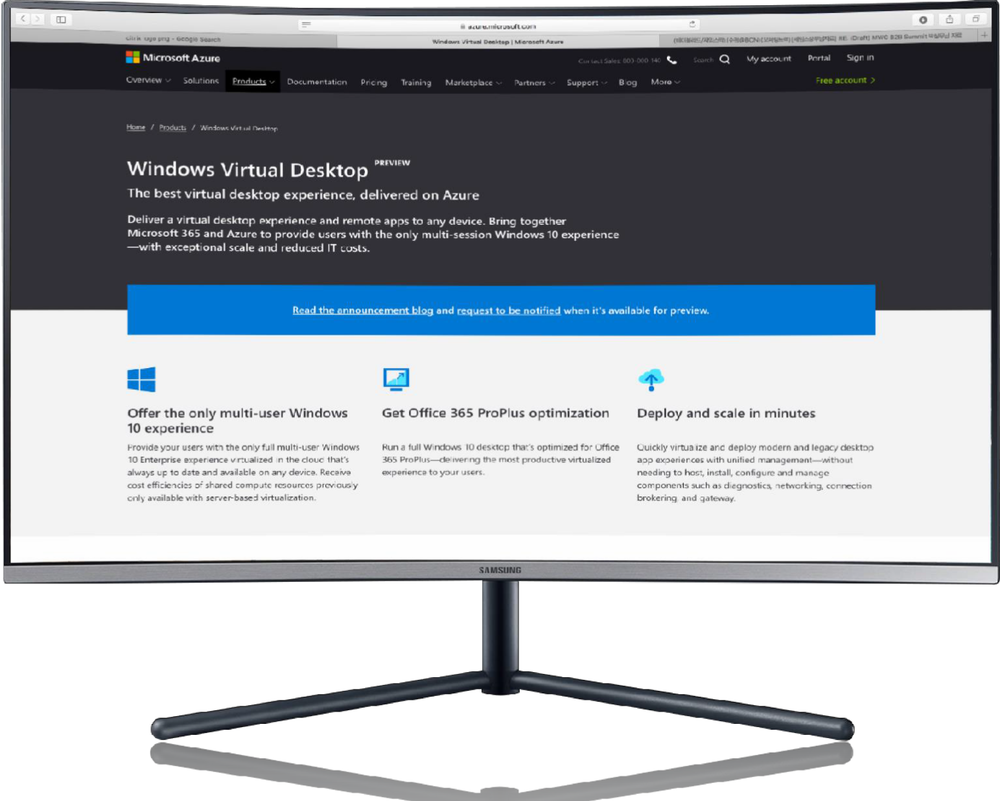 Google Search
azure.microsoft.com
Windows Virtual Desktop | Microsoft Azure
RE: (Draft) MWC B2B Summit
Microsoft Azure
Contact Sales:
Search
My account
Portal
Sign in
Overview
Solutions
Products
Documentation
Pricing
Training
Marketplace
Partners
Support
Blog
More
Free account >
Home / Products / Windows Virtual Desktop
Windows Virtual Desktop PREVIEW
The best virtual desktop experience, delivered on Azure
Deliver a virtual desktop experience and remote apps to any device. Bring together
Microsoft 365 and Azure to provide users with the only multi-session Windows 10 experience
—with exceptional scale and reduced IT costs.
Read the announcement blog and request to be notified when it's available for preview.
Offer the only multi-user Windows
10 experience
Provide your users with the only full multi-user Windows
10 Enterprise experience virtualized in the cloud that's
always up to date and available on any device. Receive
cost efficiencies of shared compute resources previously
only available with server-based virtualization.
Get Office 365 ProPlus optimization
Run a full Windows 10 desktop that's optimized for Office
365 ProPlus—delivering the most productive virtualized
experience to your users.
Deploy and scale in minutes
Quickly virtualize and deploy modern and legacy desktop
app experiences with unified management—without
needing to host, install, configure and manage
components such as diagnostics, networking, connection
brokering, and gateway.
SAMSUNG